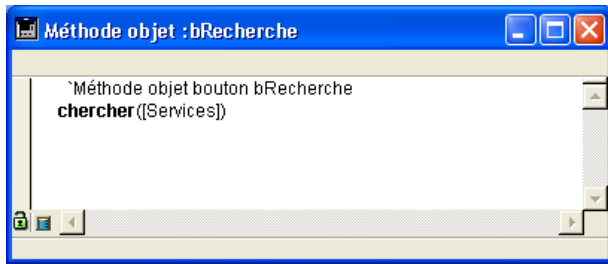 Méthode objet :bRecherche
`Méthode objet bouton bRecherche
chercher([Services])